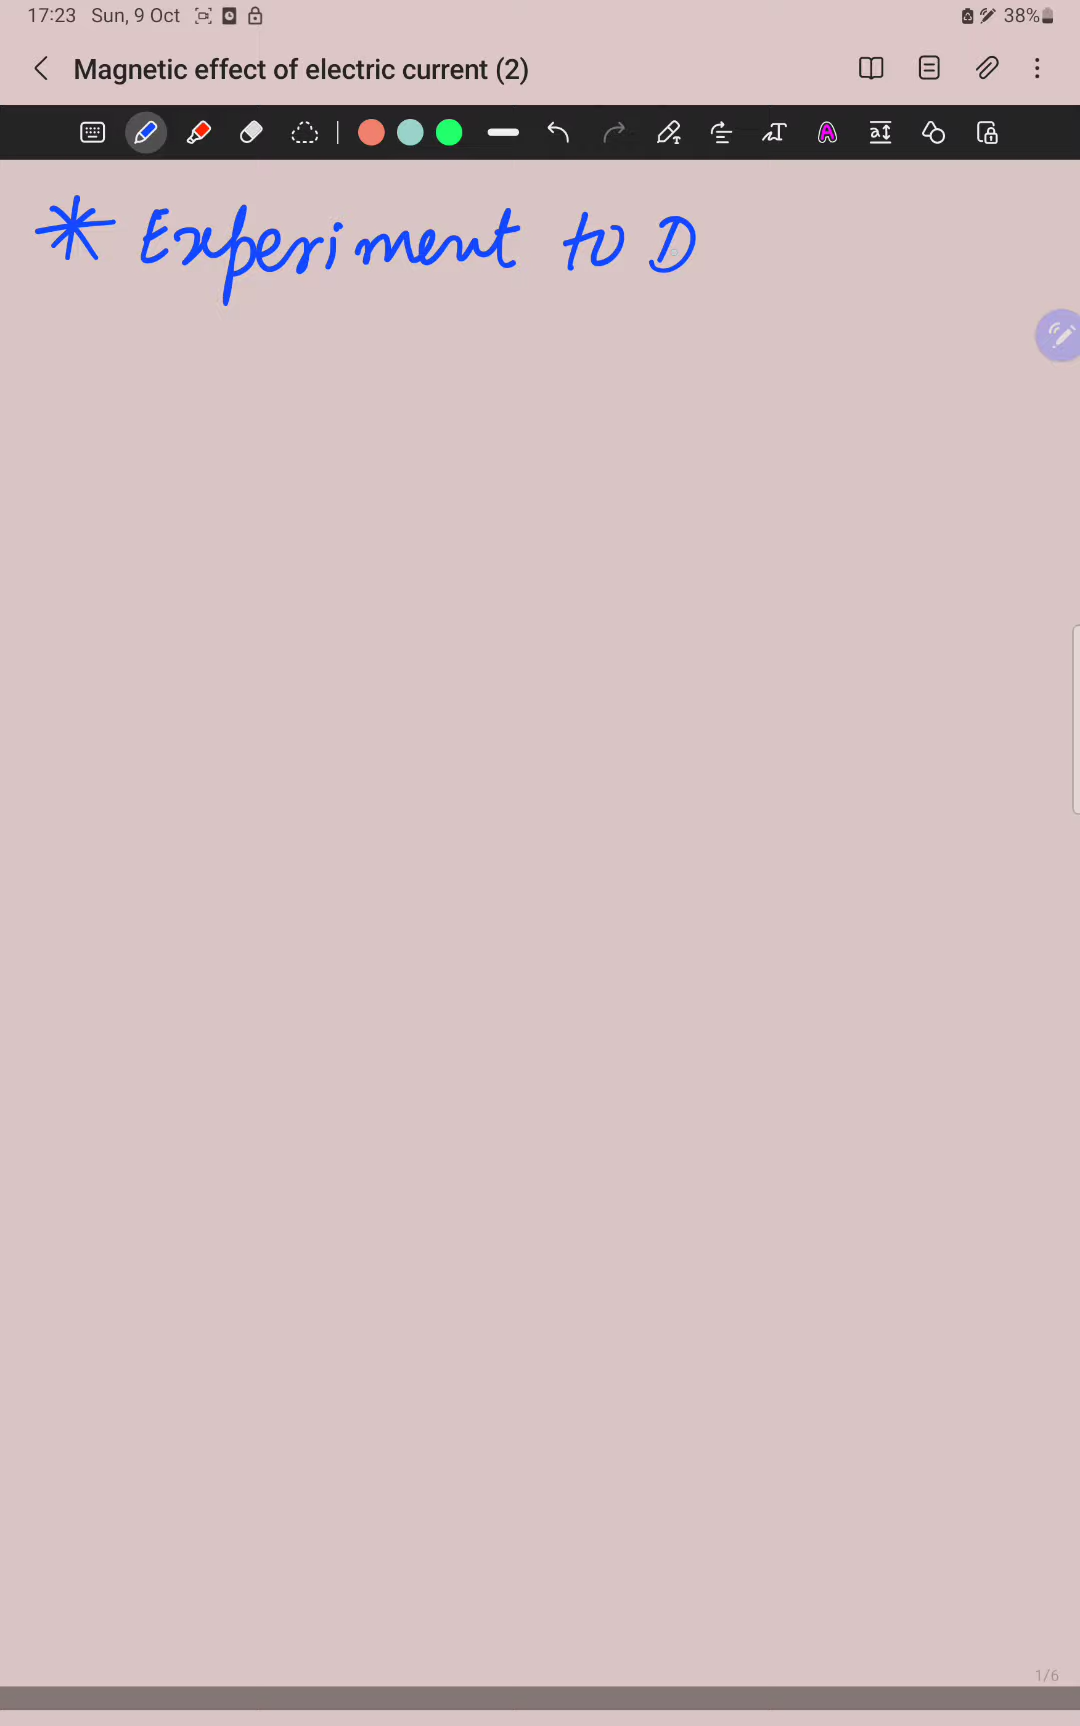 17:23 Sun, 9 Oct 38%
Magnetic effect of electric current (2)
* Experiment to D
1/6